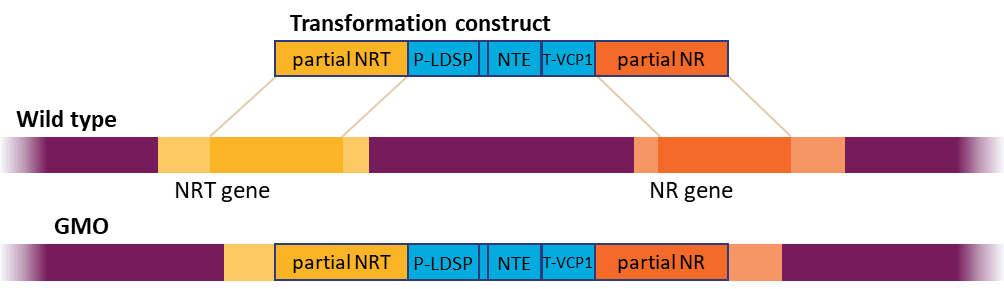 Transformation construct
partial NRT P-LDSP NTE T-VCP1 partial NR
Wild type
NRT gene NR gene
GMO
partial NRT P-LDSP NTE T-VCP1 partial NR